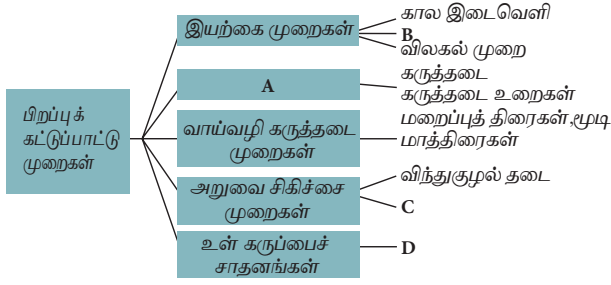 பிறப்புக்
கட்டுப்பாட்டு
முறைகள்
இயற்கை முறைகள்
கால இடைவெளி
B
விலகல் முறை
A
கருத்தடை
கருத்தடை உறைகள்
மறைப்புத் திரைகள்,மூடி
வாய்வழி கருத்தடை
முறைகள்
மாத்திரைகள்
அறுவை சிகிச்சை
முறைகள்
விந்துகுழல் தடை
C
உள் கருப்பைச்
சாதனங்கள்
D